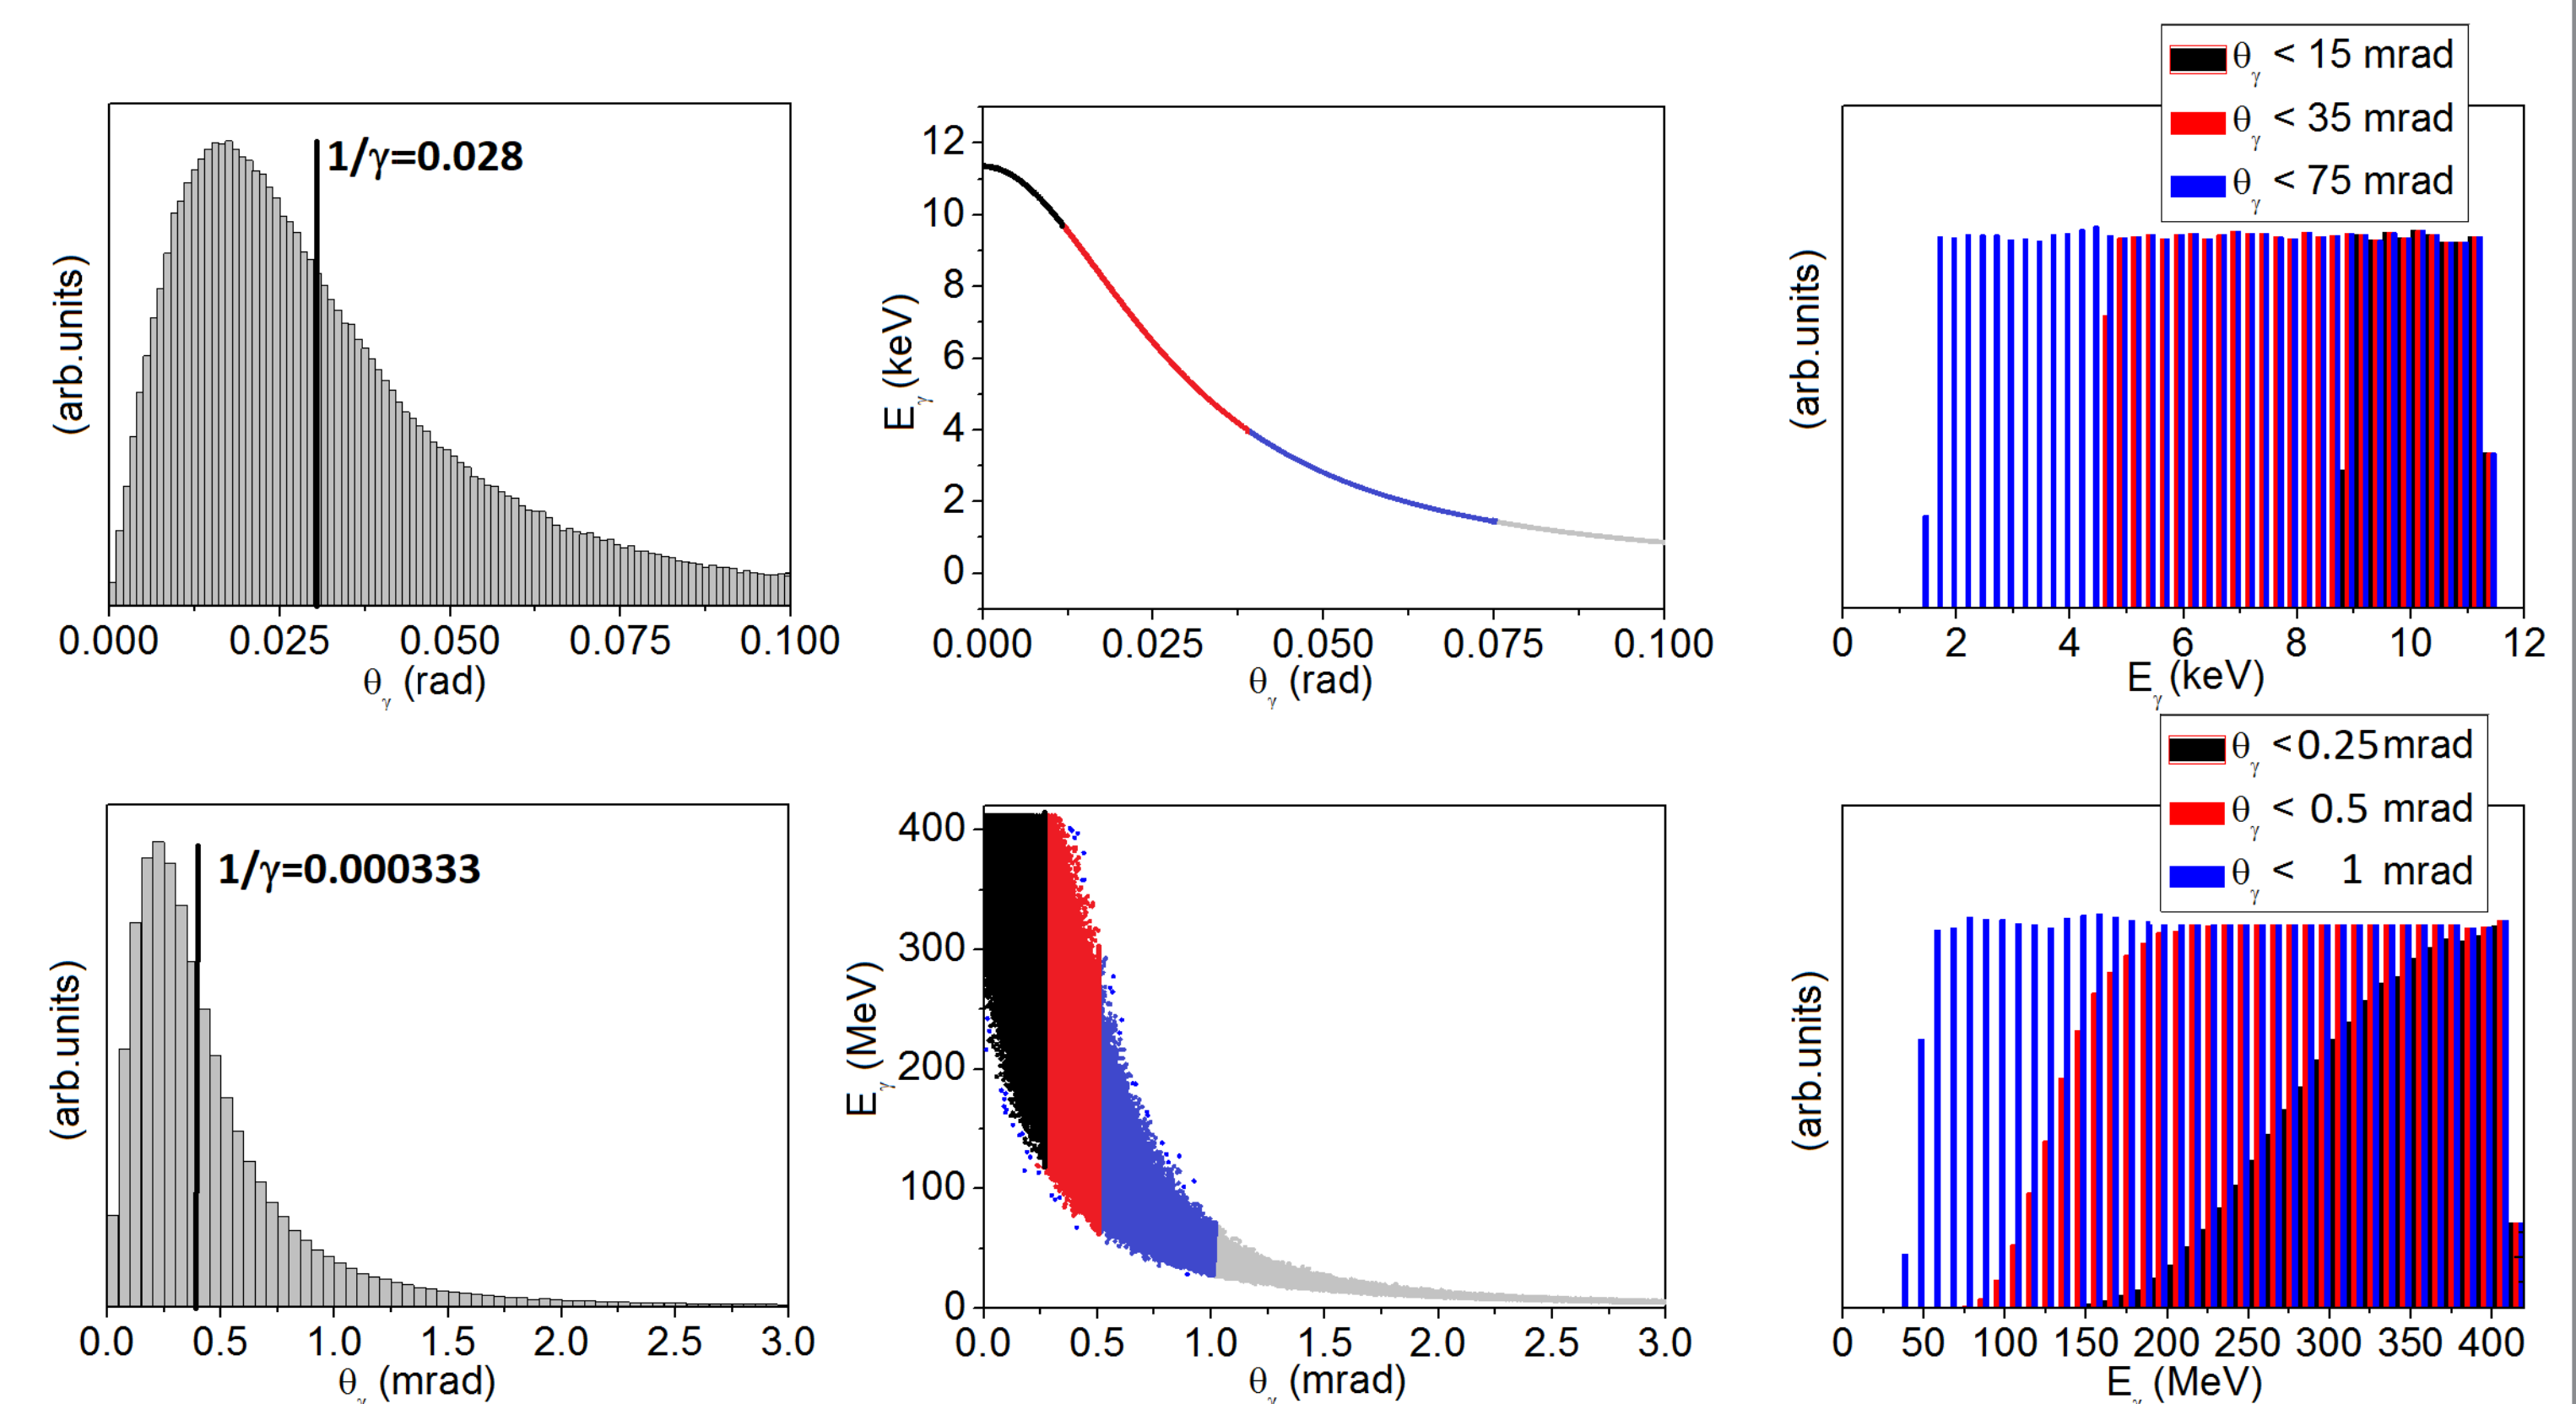 (arb.units)
1/γ=0.028
0.000 0.025 0.050 0.075 0.100
θγ (rad)
Eγ (keV)
12
10
8
6
4
2
0
0.000 0.025 0.050 0.075 0.100
θγ (rad)
θγ < 15 mrad
θγ < 35 mrad
θγ < 75 mrad
(arb.units)
0 2 4 6 8 10 12
Eγ (keV)
(arb.units)
1/γ=0.000333
0.0 0.5 1.0 1.5 2.0 2.5 3.0
θγ (mrad)
Eγ (MeV)
400
300
200
100
0
0.0 0.5 1.0 1.5 2.0 2.5 3.0
θγ (mrad)
θγ <0.25mrad
θγ < 0.5 mrad
θγ < 1 mrad
(arb.units)
0 50 100 150 200 250 300 350 400
Eγ (MeV)